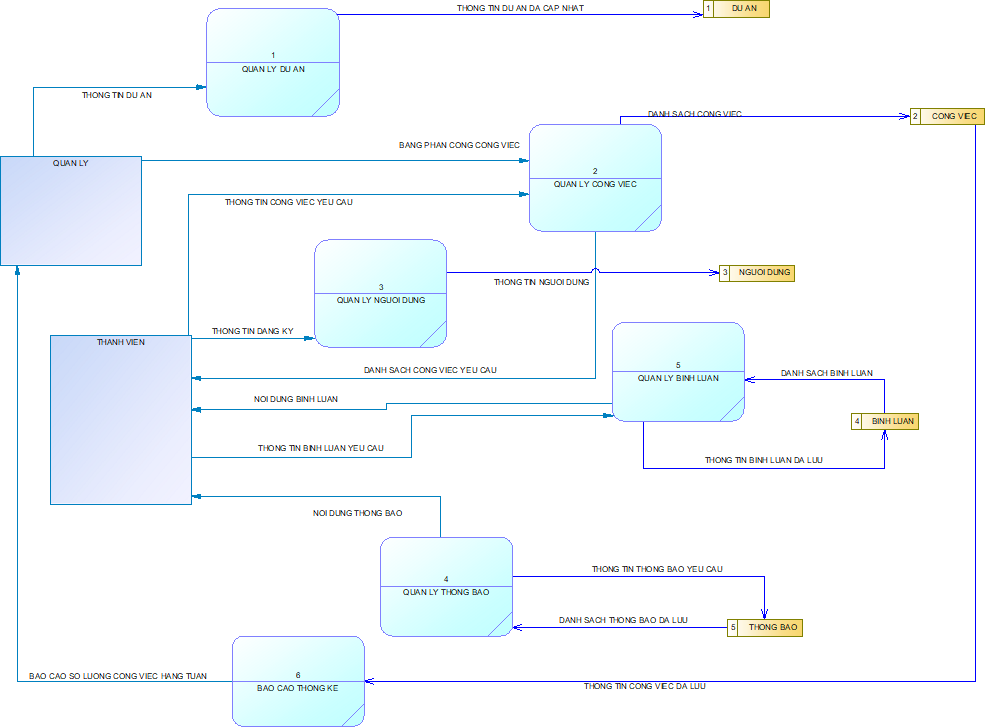 THONG TIN DU AN DA CAP NHAT
1 DU AN
1
QUAN LY DU AN
THONG TIN DU AN
DANH SACH CONG VIEC
2 CONG VIEC
BANG PHAN CONG CONG VIEC
QUAN LY
2
QUAN LY CONG VIEC
THONG TIN CONG VIEC YEU CAU
3 NGUOI DUNG
THONG TIN NGUOI DUNG
3
QUAN LY NGUOI DUNG
THONG TIN DANG KY
THANH VIEN
5
QUAN LY BINH LUAN
DANH SACH CONG VIEC YEU CAU
DANH SACH BINH LUAN
NOI DUNG BINH LUAN
4 BINH LUAN
THONG TIN BINH LUAN YEU CAU
THONG TIN BINH LUAN DA LUU
NOI DUNG THONG BAO
THONG TIN THONG BAO YEU CAU
4
QUAN LY THONG BAO
DANH SACH THONG BAO DA LUU
5 THONG BAO
BAO CAO SO LUONG CONG VIEC HANG TUAN
6
BAO CAO THONG KE
THONG TIN CONG VIEC DA LUU